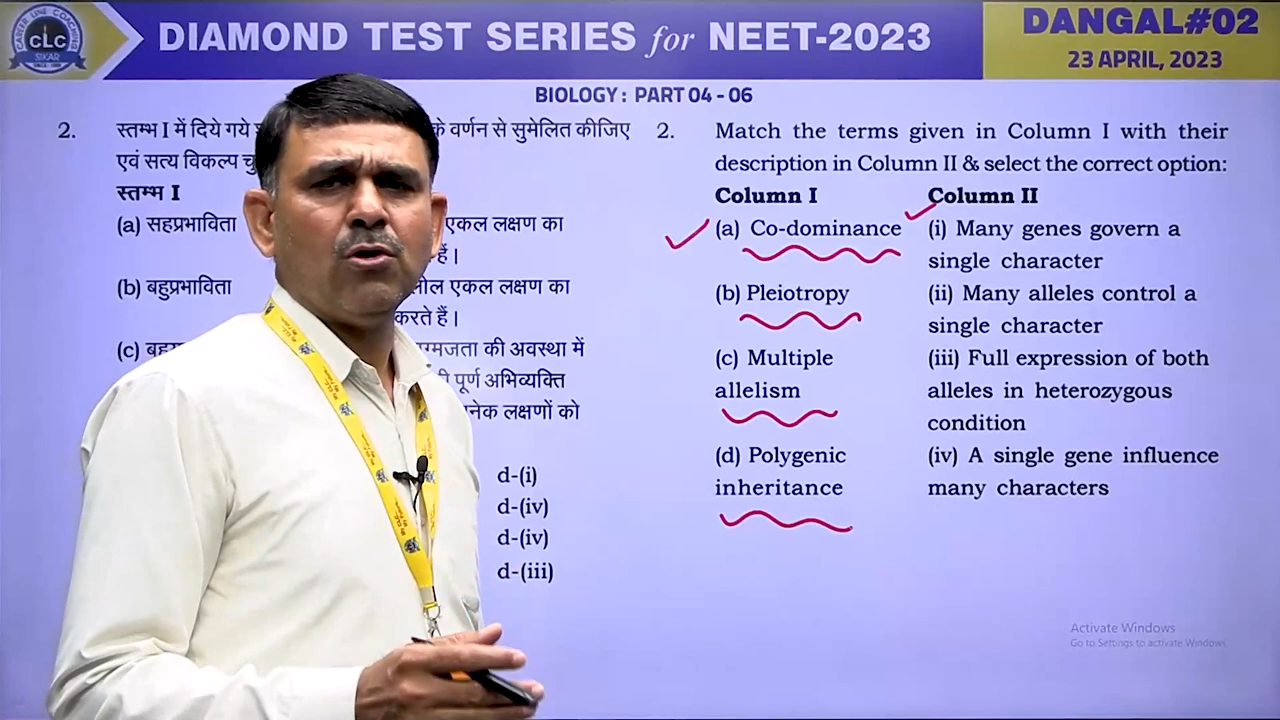 CAREER LINE COACHING
CLC
SIKAR
DIAMOND TEST SERIES for NEET-2023
DANGAL#02
23 APRIL, 2023
BIOLOGY : PART 04 - 06
2. स्तम्भ I में दिये गये के वर्णन से सुमेलित कीजिए
एवं सत्य विकल्प
स्तम्भ I
(a) सहप्रभाविता एकल लक्षण का
हैं।
(b) बहुप्रभाविता एकल लक्षण का
करते हैं।
(c) की अवस्था में
पूर्ण अभिव्यक्ति
लक्षणों को
d-(i)
d-(iv)
d-(iv)
d-(iii)
2. Match the terms given in Column I with their
description in Column II & select the correct option:
Column I Column II
(a) Co-dominance (i) Many genes govern a
single character
(b) Pleiotropy (ii) Many alleles control a
single character
(c) Multiple (iii) Full expression of both
allelism alleles in heterozygous
condition
(d) Polygenic (iv) A single gene influence
inheritance many characters
Activate Windows
Go to Settings to activate Windows